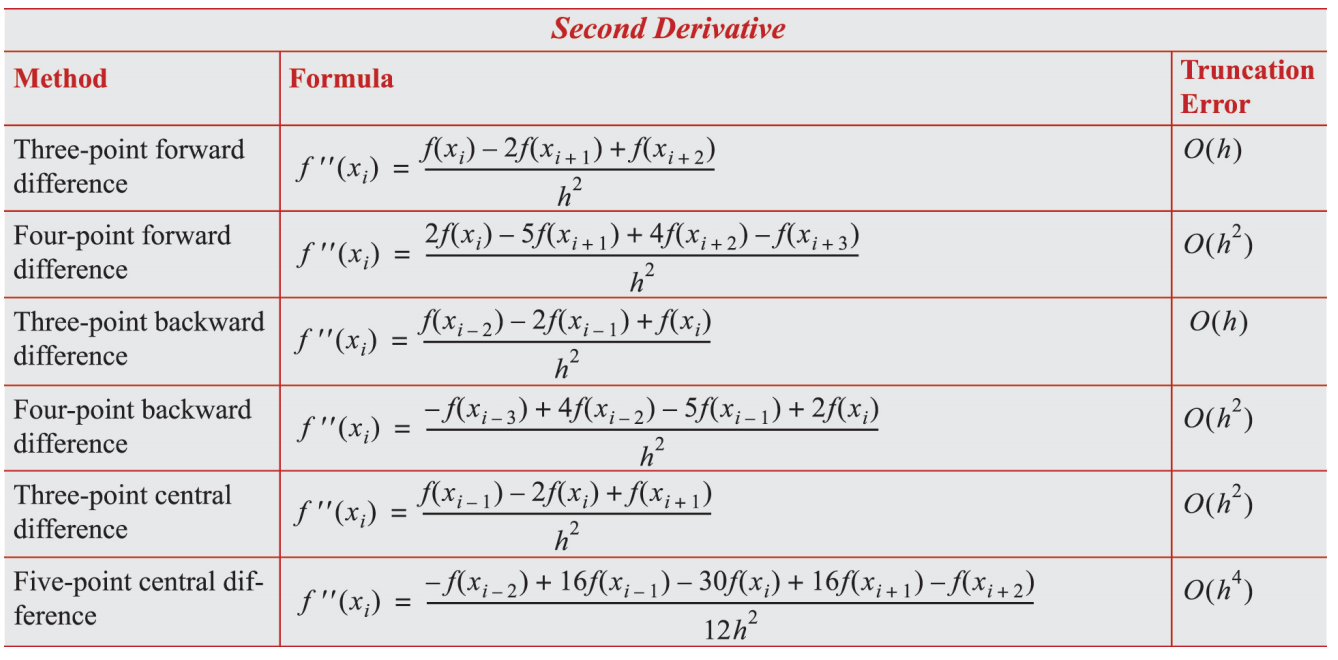 Second Derivative
Method Formula Truncation
Error
Three-point forward
difference
f ''(x_i) = \frac{f(x_i) – 2f(x_{i+1}) + f(x_{i+2})}{h^2}
O(h)
Four-point forward
difference
f ''(x_i) = \frac{2f(x_i) – 5f(x_{i+1}) + 4f(x_{i+2}) – f(x_{i+3})}{h^2}
O(h^2)
Three-point backward
difference
f ''(x_i) = \frac{f(x_{i–2}) – 2f(x_{i–1}) + f(x_i)}{h^2}
O(h)
Four-point backward
difference
f ''(x_i) = \frac{–f(x_{i–3}) + 4f(x_{i–2}) – 5f(x_{i–1}) + 2f(x_i)}{h^2}
O(h^2)
Three-point central
difference
f ''(x_i) = \frac{f(x_{i–1}) – 2f(x_i) + f(x_{i+1})}{h^2}
O(h^2)
Five-point central dif-
ference
f ''(x_i) = \frac{–f(x_{i–2}) + 16f(x_{i–1}) – 30f(x_i) + 16f(x_{i+1}) – f(x_{i+2})}{12h^2}
O(h^4)